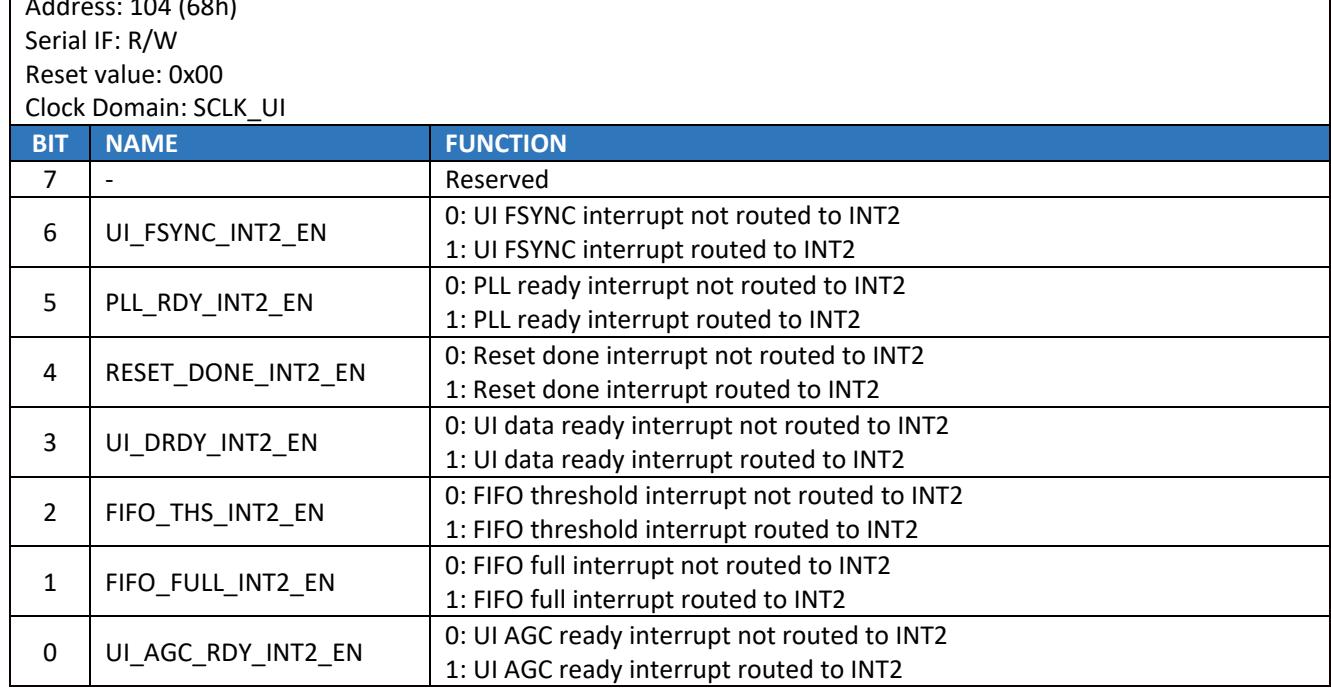 Address: 104 (68h)
Serial IF: R/W
Reset value: 0x00
Clock Domain: SCLK_UI
BIT NAME FUNCTION
7 - Reserved
6 UI_FSYNC_INT2_EN 0: UI FSYNC interrupt not routed to INT2
1: UI FSYNC interrupt routed to INT2
5 PLL_RDY_INT2_EN 0: PLL ready interrupt not routed to INT2
1: PLL ready interrupt routed to INT2
4 RESET_DONE_INT2_EN 0: Reset done interrupt not routed to INT2
1: Reset done interrupt routed to INT2
3 UI_DRDY_INT2_EN 0: UI data ready interrupt not routed to INT2
1: UI data ready interrupt routed to INT2
2 FIFO_THS_INT2_EN 0: FIFO threshold interrupt not routed to INT2
1: FIFO threshold interrupt routed to INT2
1 FIFO_FULL_INT2_EN 0: FIFO full interrupt not routed to INT2
1: FIFO full interrupt routed to INT2
0 UI_AGC_RDY_INT2_EN 0: UI AGC ready interrupt not routed to INT2
1: UI AGC ready interrupt routed to INT2